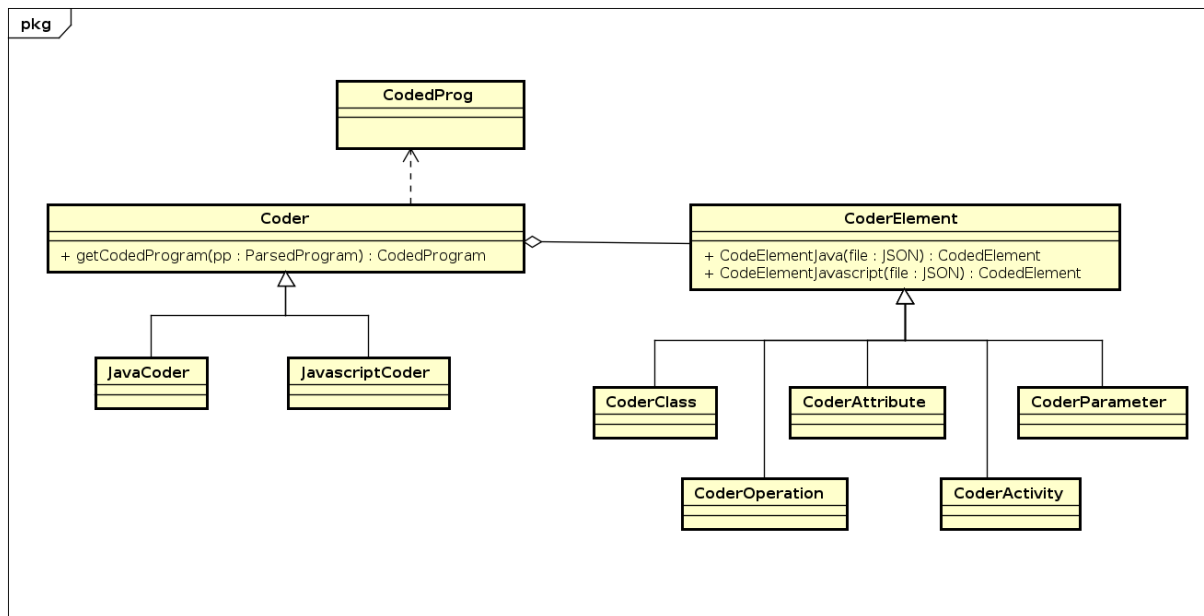 pkg
CodedProg
Coder
+ getCodedProgram(pp : ParsedProgram) : CodedProgram
CoderElement
+ CodeElementJava(file : JSON) : CodedElement
+ CodeElementJavascript(file : JSON) : CodedElement
JavaCoder
JavascriptCoder
CoderClass
CoderAttribute
CoderParameter
CoderOperation
CoderActivity